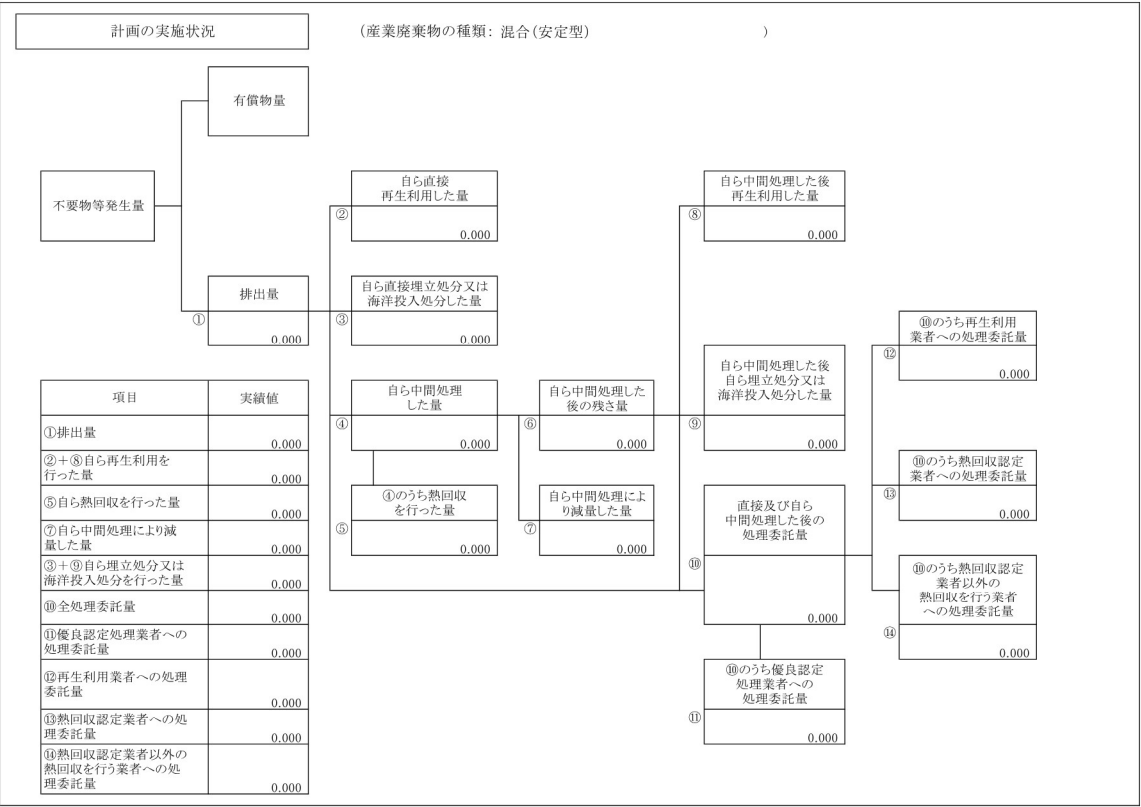 計画の実施状況
(産業廃棄物の種類: 混合(安定型) )
有償物量
不要物等発生量
自ら直接
再生利用した量
②
0.000
自ら中間処理した後
再生利用した量
⑧
0.000
排出量
①
0.000
自ら直接埋立処分又は
海洋投入処分した量
③
0.000
⑩のうち再生利用
業者への処理委託量
⑫
0.000
自ら中間処理した後
自ら埋立処分又は
海洋投入処分した量
⑨
0.000
自ら中間処理
した量
④
0.000
自ら中間処理した
後の残さ量
⑥
0.000
⑩のうち熱回収認定
業者への処理委託量
⑬
0.000
④のうち熱回収
を行った量
⑤
0.000
自ら中間処理によ
り減量した量
⑦
0.000
直接及び自ら
中間処理した後の
処理委託量
⑩
0.000
⑩のうち熱回収認定
業者以外の
熱回収を行う業者
への処理委託量
⑭
0.000
⑩のうち優良認定
処理業者への
処理委託量
⑪
0.000
項目 実績値
①排出量
0.000
②+⑧自ら再生利用を
行った量
0.000
⑤自ら熱回収を行った量
0.000
⑦自ら中間処理により減
量した量
0.000
③+⑨自ら埋立処分又は
海洋投入処分を行った量
0.000
⑩全処理委託量
0.000
⑪優良認定処理業者への
処理委託量
0.000
⑫再生利用業者への処理
委託量
0.000
⑬熱回収認定業者への処
理委託量
0.000
⑭熱回収認定業者以外の
熱回収を行う業者への処
理委託量
0.000